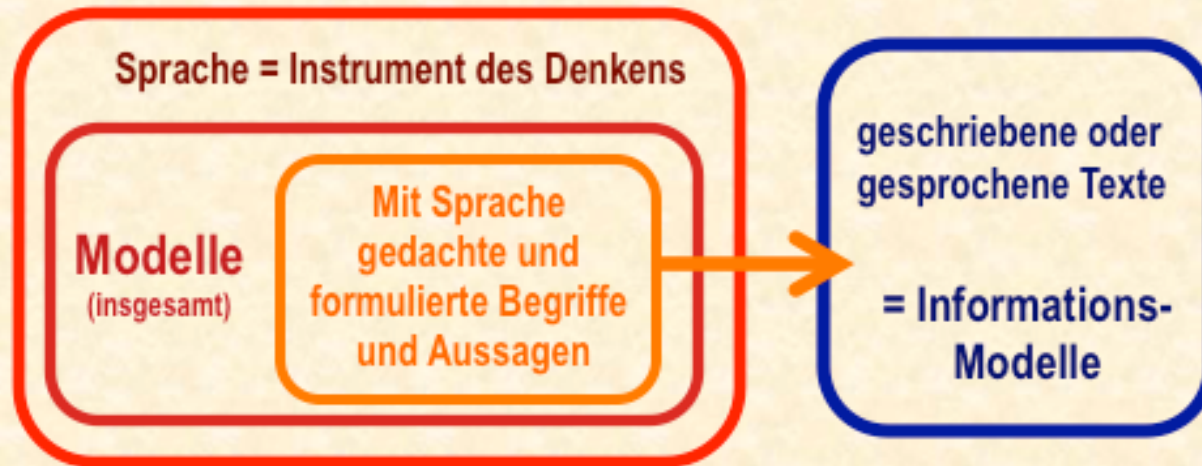 Sprache = Instrument des Denkens
Modelle
(insgesamt)
Mit Sprache
gedachte und
formulierte Begriffe
und Aussagen
geschriebene oder
gesprochene Texte
= Informations-
Modelle